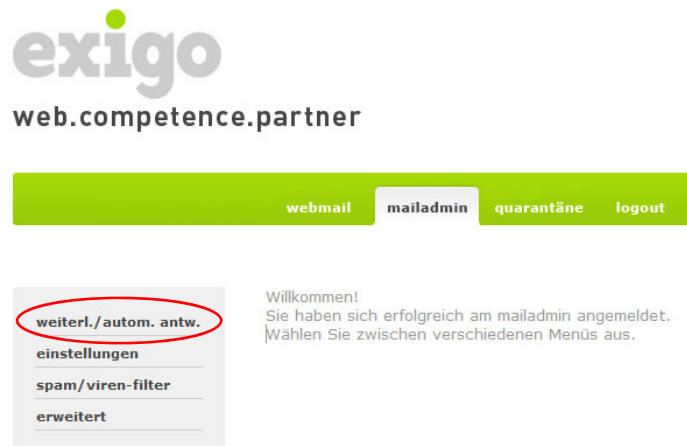 exigo
web.competence.partner
webmail mailadmin quarantäne logout
weiterl./autom. antw.
einstellungen
spam/viren-filter
erweitert
Willkommen!
Sie haben sich erfolgreich am mailadmin angemeldet.
Wählen Sie zwischen verschiedenen Menüs aus.